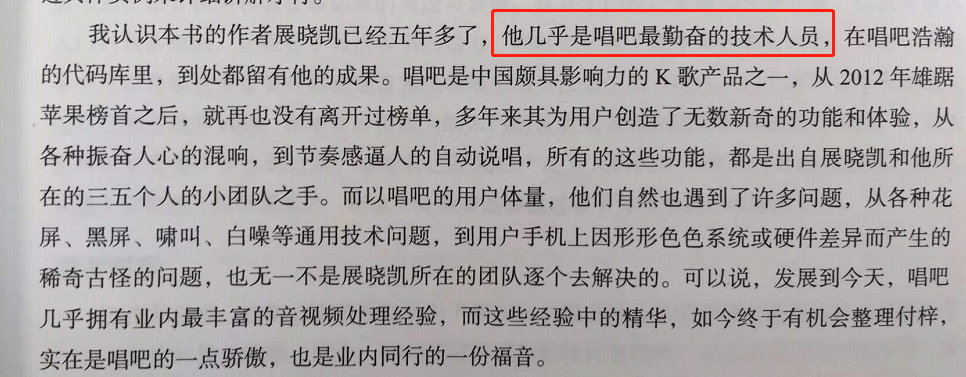 我认识本书的作者展晓凯已经五年多了，他几乎是唱吧最勤奋的技术人员，在唱吧浩瀚
的代码库里，到处都留有他的成果。唱吧是中国颇具影响力的 K 歌产品之一，从 2012 年雄踞
苹果榜首之后，就再也没有离开过榜单，多年来其为用户创造了无数新奇的功能和体验，从
各种振奋人心的混响，到节奏感逼人的自动说唱，所有的这些功能，都是出自展晓凯和他所
在的三五个人的小团队之手。而以唱吧的用户体量，他们自然也遇到了许多问题，从各种花
屏、黑屏、啸叫、白噪等通用技术问题，到用户手机上因形形色色系统或硬件差异而产生的
稀奇古怪的问题，也无一不是展晓凯所在的团队逐个去解决的。可以说，发展到今天，唱吧
几乎拥有业内最丰富的音视频处理经验，而这些经验中的精华，如今终于有机会整理付梓，
实在是唱吧的一点骄傲，也是业内同行的一份福音。